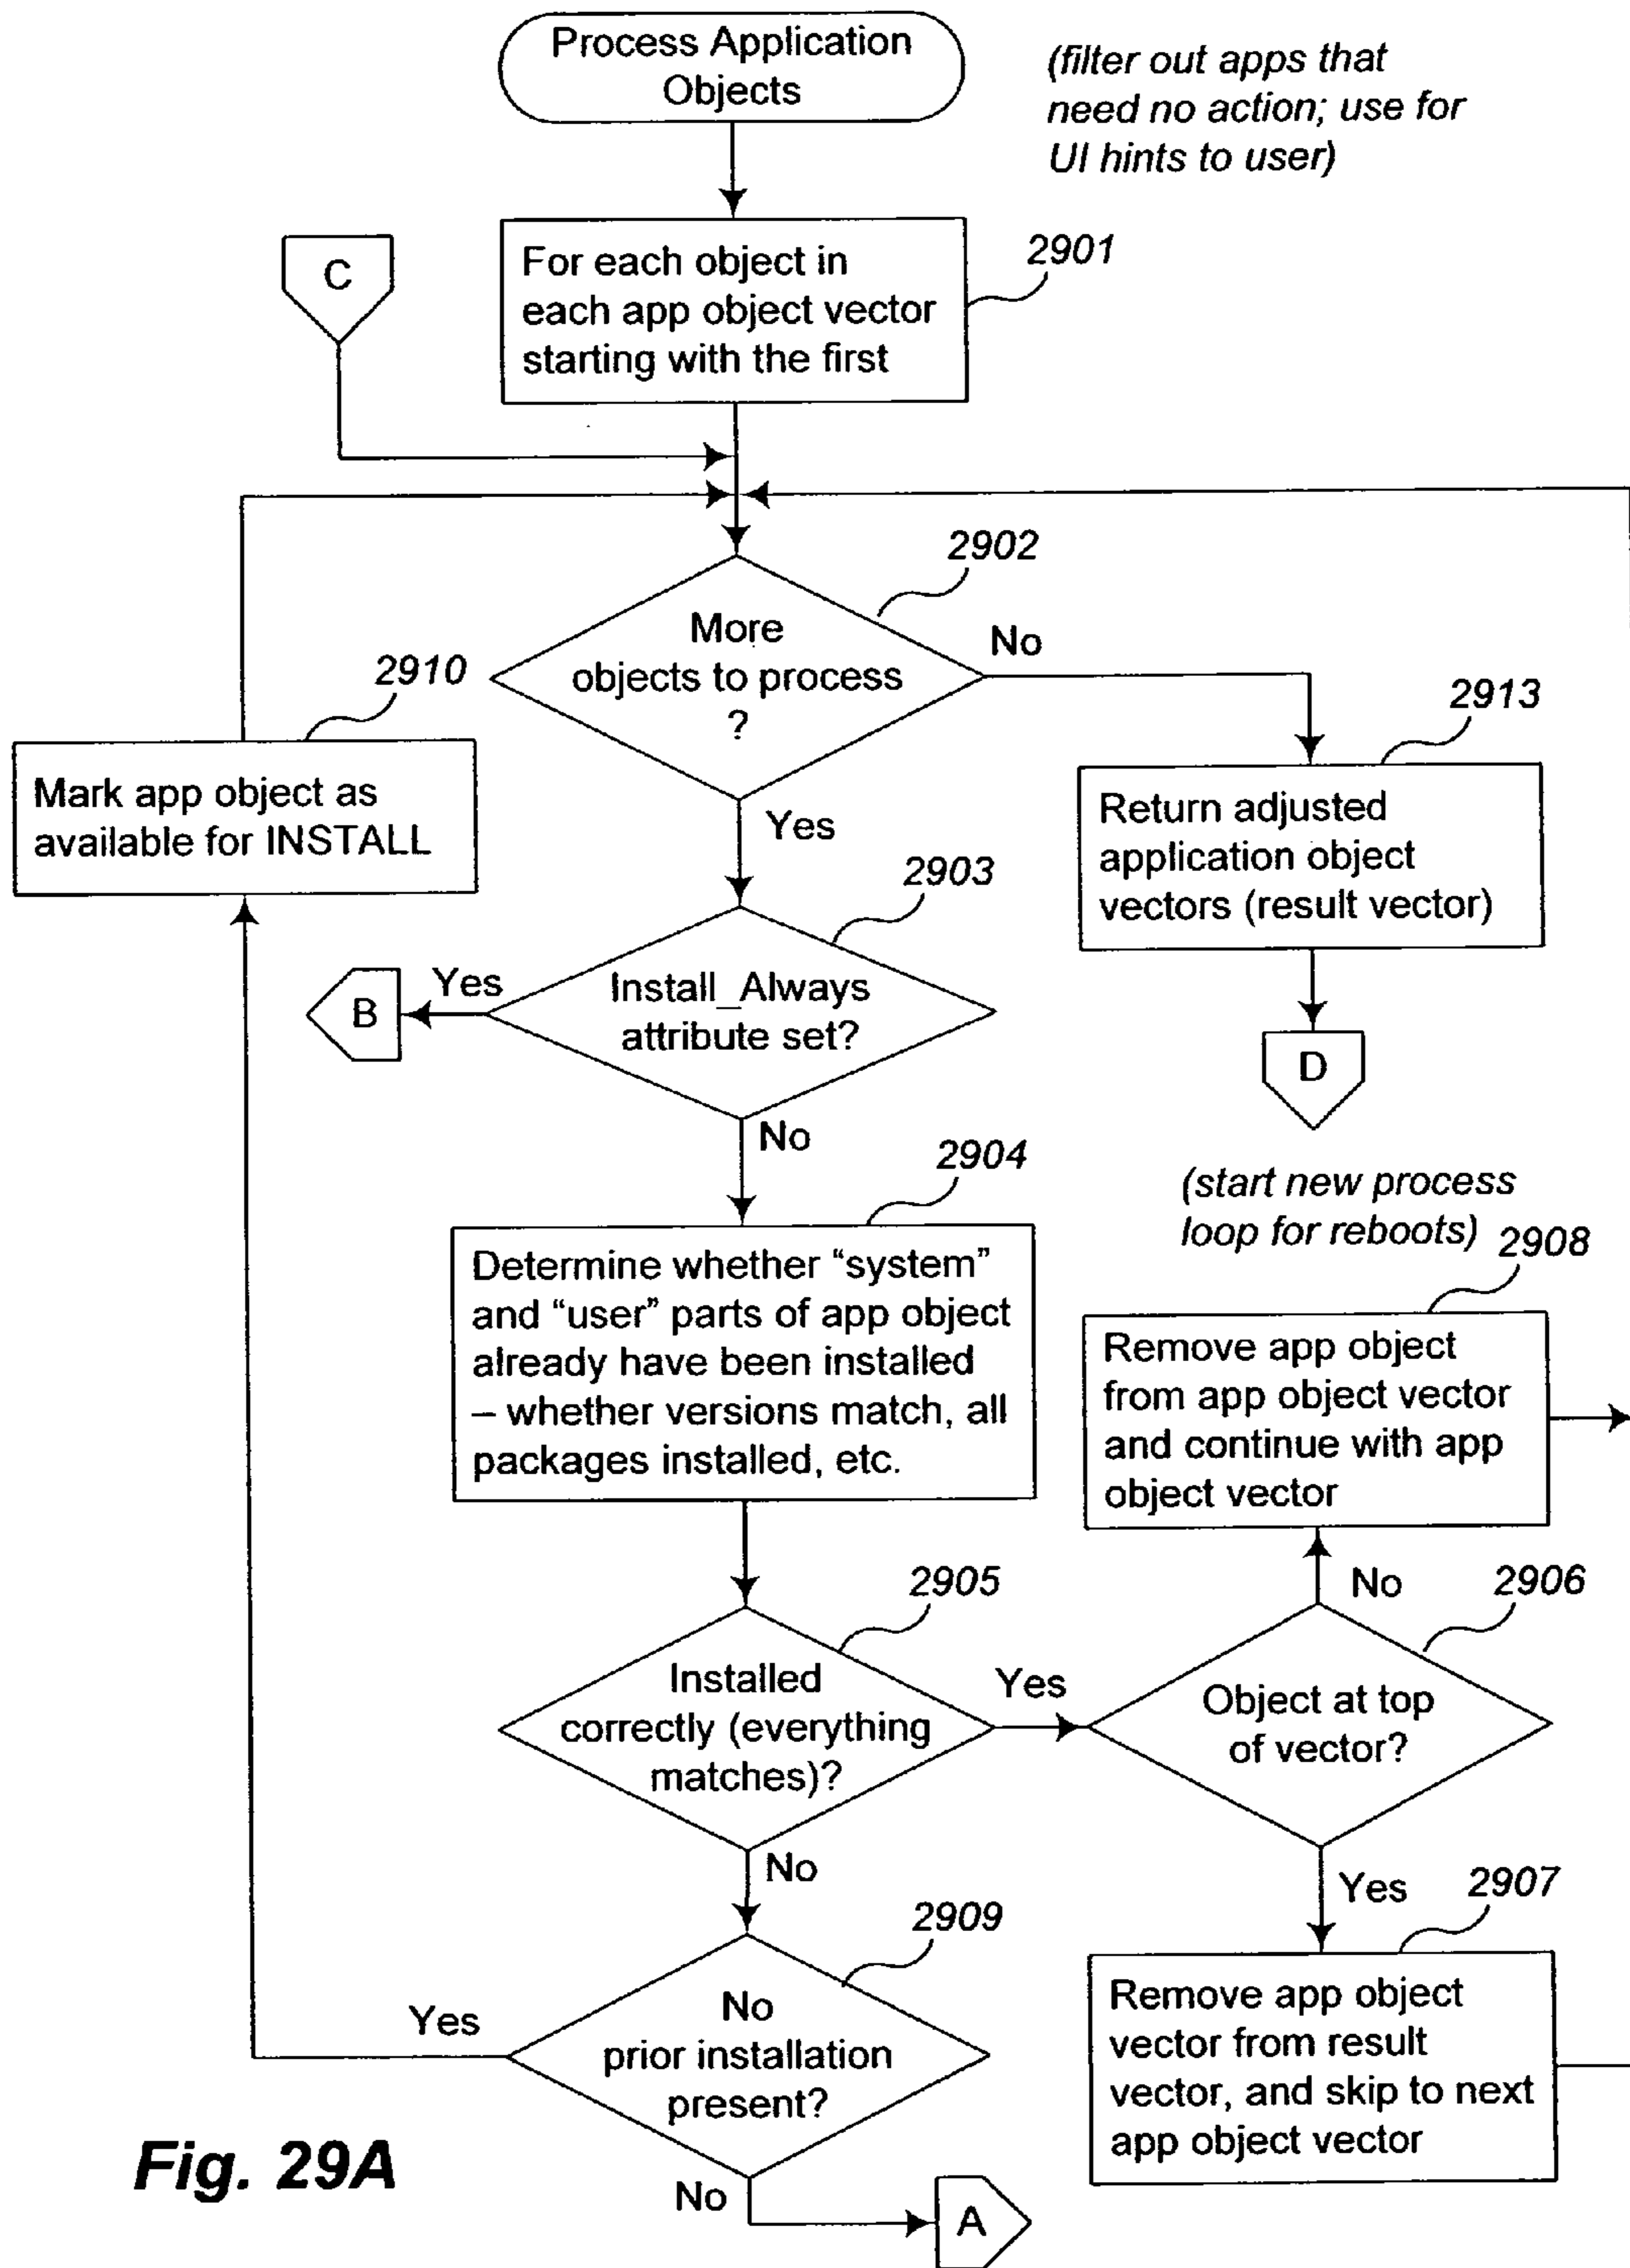 Process Application
Objects
(filter out apps that
need no action; use for
UI hints to user)
C
For each object in
each app object vector
starting with the first
2901
2902
More
objects to process
?
No
Yes
2910
Mark app object as
available for INSTALL
2913
Return adjusted
application object
vectors (result vector)
D
2903
Install_Always
attribute set?
Yes
B
No
(start new process
loop for reboots)
2904
Determine whether “system”
and “user” parts of app object
already have been installed
– whether versions match, all
packages installed, etc.
2908
Remove app object
from app object vector
and continue with app
object vector
2905
Installed
correctly (everything
matches)?
Yes
No
2906
Object at top
of vector?
No
Yes
2907
Remove app object
vector from result
vector, and skip to next
app object vector
2909
No
prior installation
present?
Yes
No
A
Fig. 29A